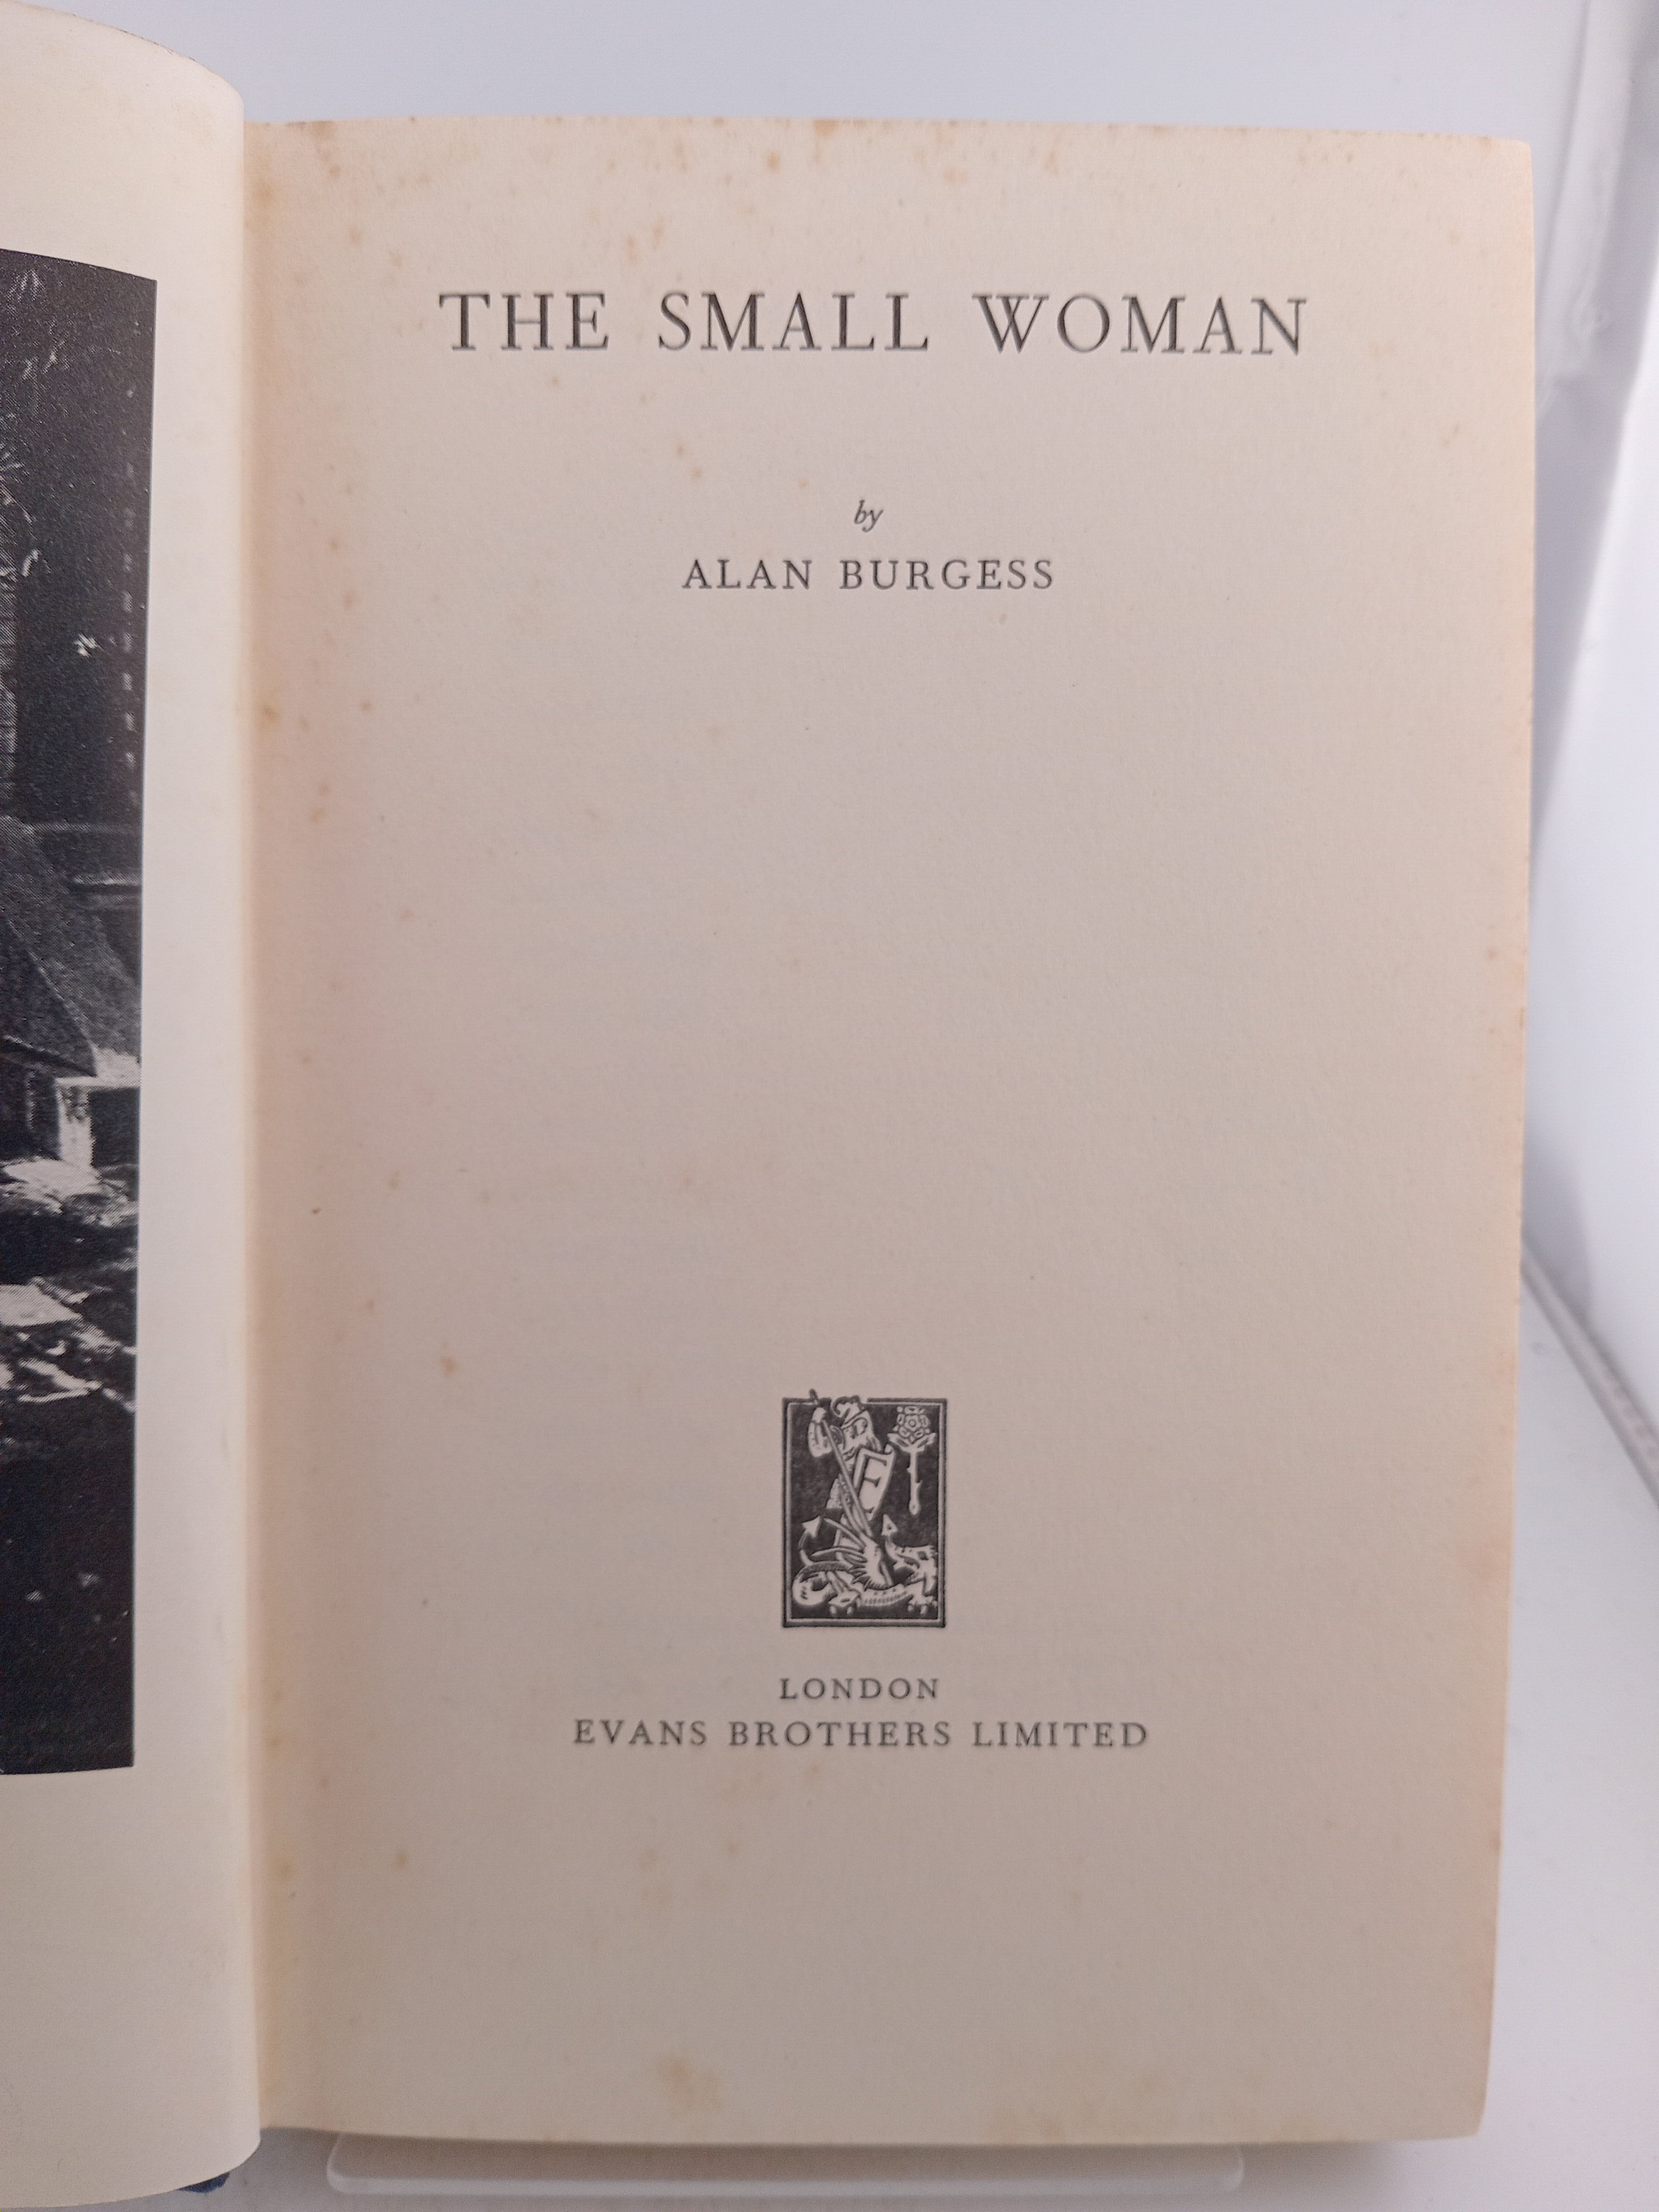 THE SMALL WOMAN
by
ALAN BURGESS
E
LONDON
EVANS BROTHERS LIMITED